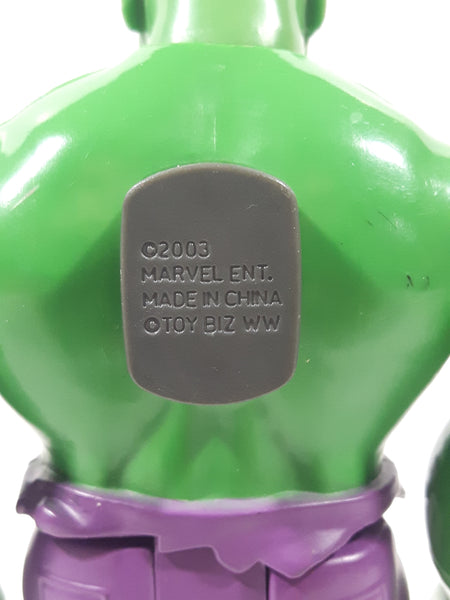 ©2003
MARVEL ENT.
MADE IN CHINA
©TOY BIZ WW